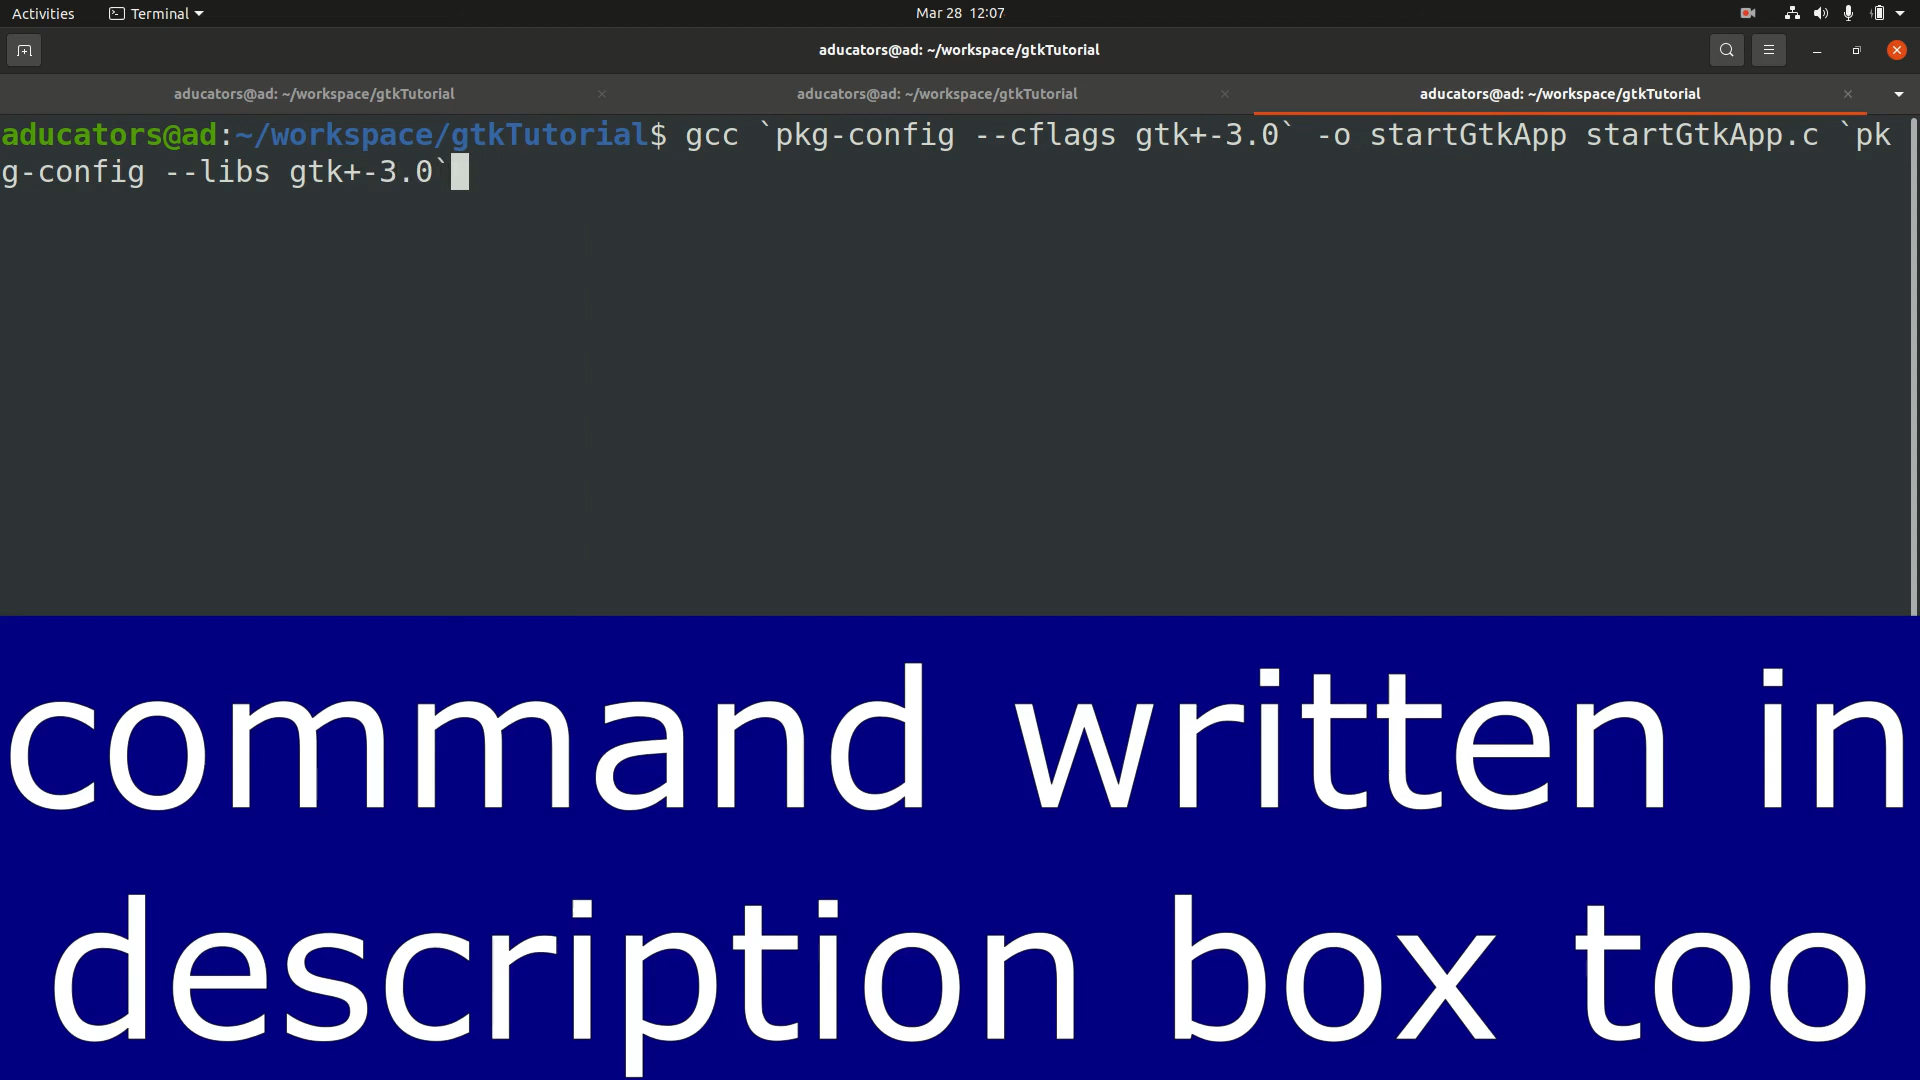 Activities
Terminal
Mar 28 12:07
aducators@ad: ~/workspace/gtkTutorial
aducators@ad: ~/workspace/gtkTutorial
aducators@ad: ~/workspace/gtkTutorial
aducators@ad: ~/workspace/gtkTutorial
aducators@ad:~/workspace/gtkTutorial$ gcc `pkg-config --cflags gtk+-3.0` -o startGtkApp startGtkApp.c `pk
g-config --libs gtk+-3.0`
command written in
description box too